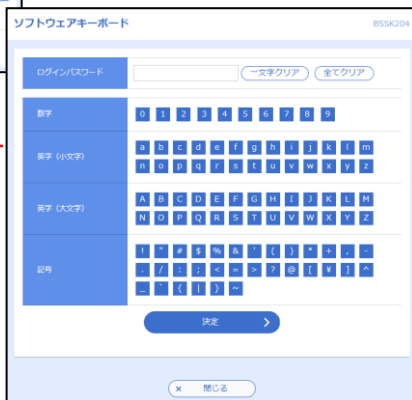 ソフトウェアキーボード BSSK204
ログインパスワード 一文字クリア 全てクリア
数字 0 1 2 3 4 5 6 7 8 9
英字（小文字） a b c d e f g h i j k l m
n o p q r s t u v w x y z
英字（大文字） A B C D E F G H I J K L M
N O P Q R S T U V W X Y Z
記号 ! " # $ % & ' ( ) * + , -
. / : ; < = > ? @ [ ¥ ] ^
_ ` { | } ~
決定
× 閉じる